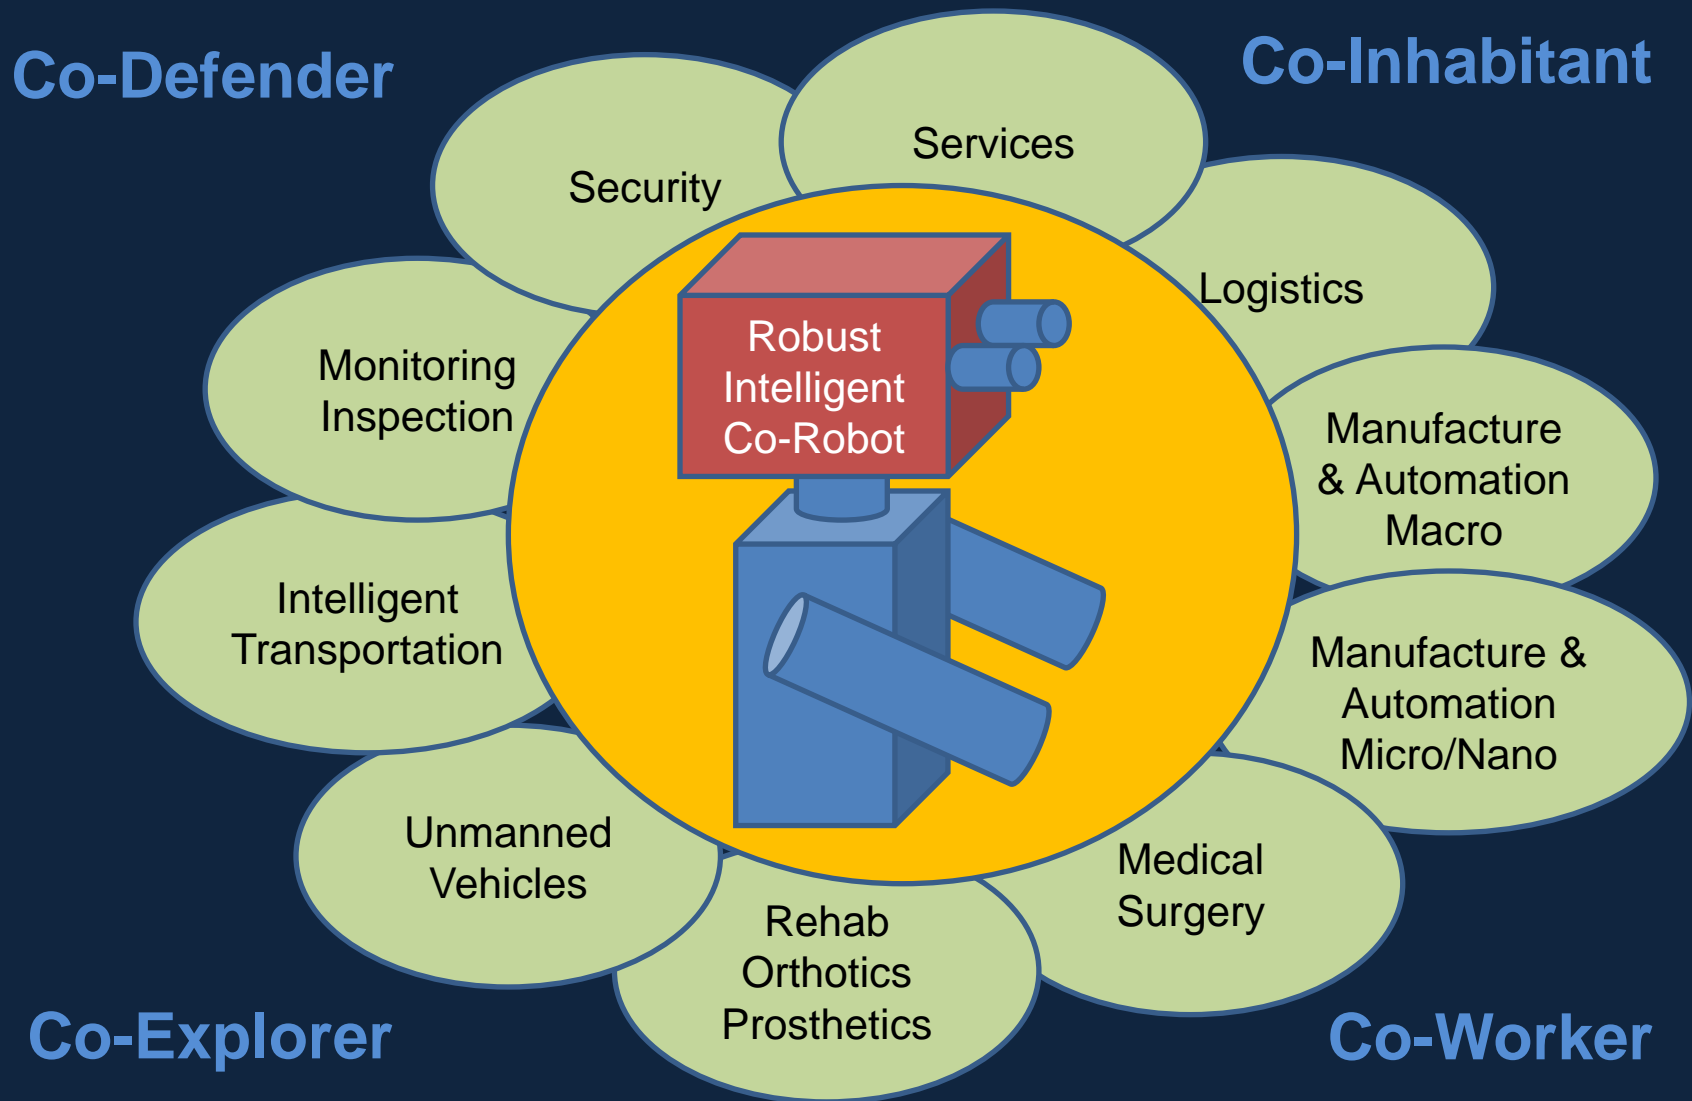 Co-Defender
Co-Inhabitant
Services
Security
Logistics
Robust
Intelligent
Co-Robot
Monitoring
Inspection
Manufacture
& Automation
Macro
Intelligent
Transportation
Manufacture &
Automation
Micro/Nano
Unmanned
Vehicles
Medical
Surgery
Rehab
Orthotics
Prosthetics
Co-Explorer
Co-Worker